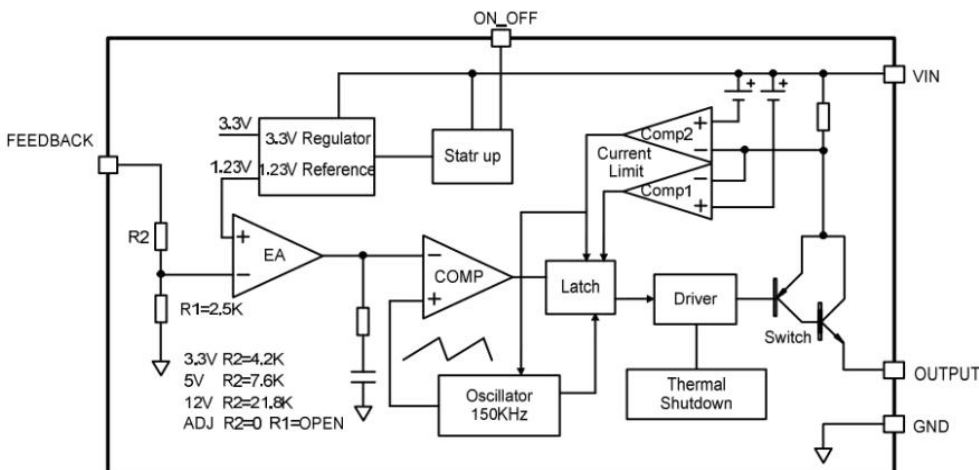 ON_OFF
VIN
FEEDBACK
3.3V
3.3V Regulator
1.23V
1.23V Reference
Statr up
Comp2
Current
Limit
Comp1
R2
EA
COMP
Latch
Driver
Switch
R1=2.5K
3.3V R2=4.2K
5V R2=7.6K
12V R2=21.8K
ADJ R2=0 R1=OPEN
Oscillator
150KHz
Thermal
Shutdown
OUTPUT
GND